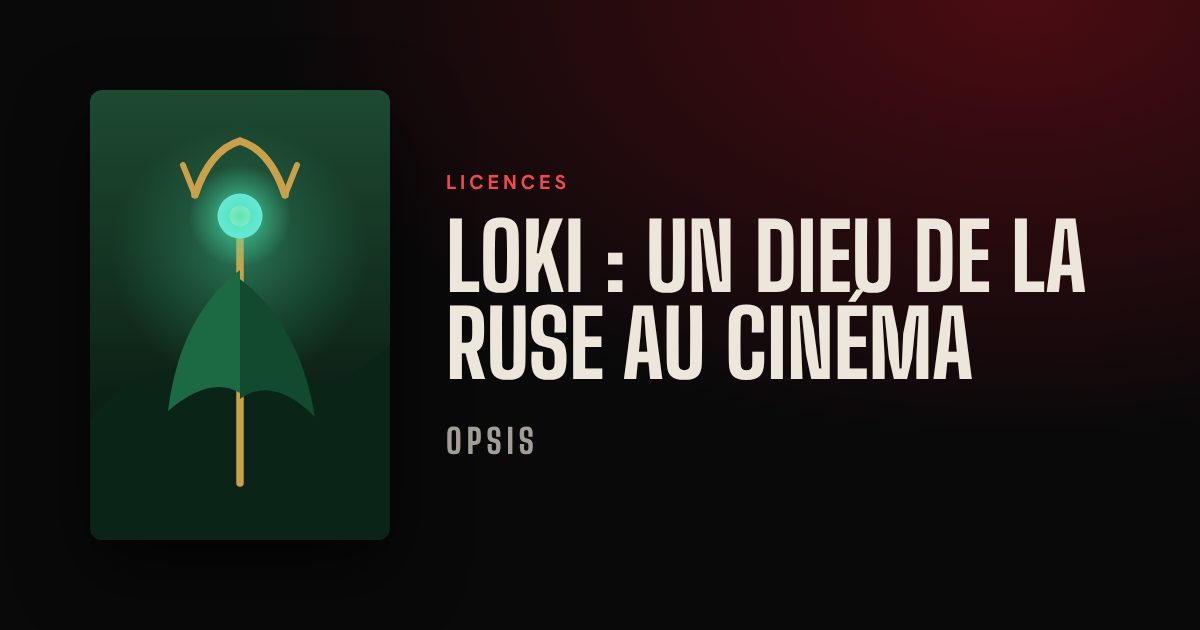 LICENCES
LOKI : UN DIEU DE LA
RUSE AU CINÉMA
OPSIS